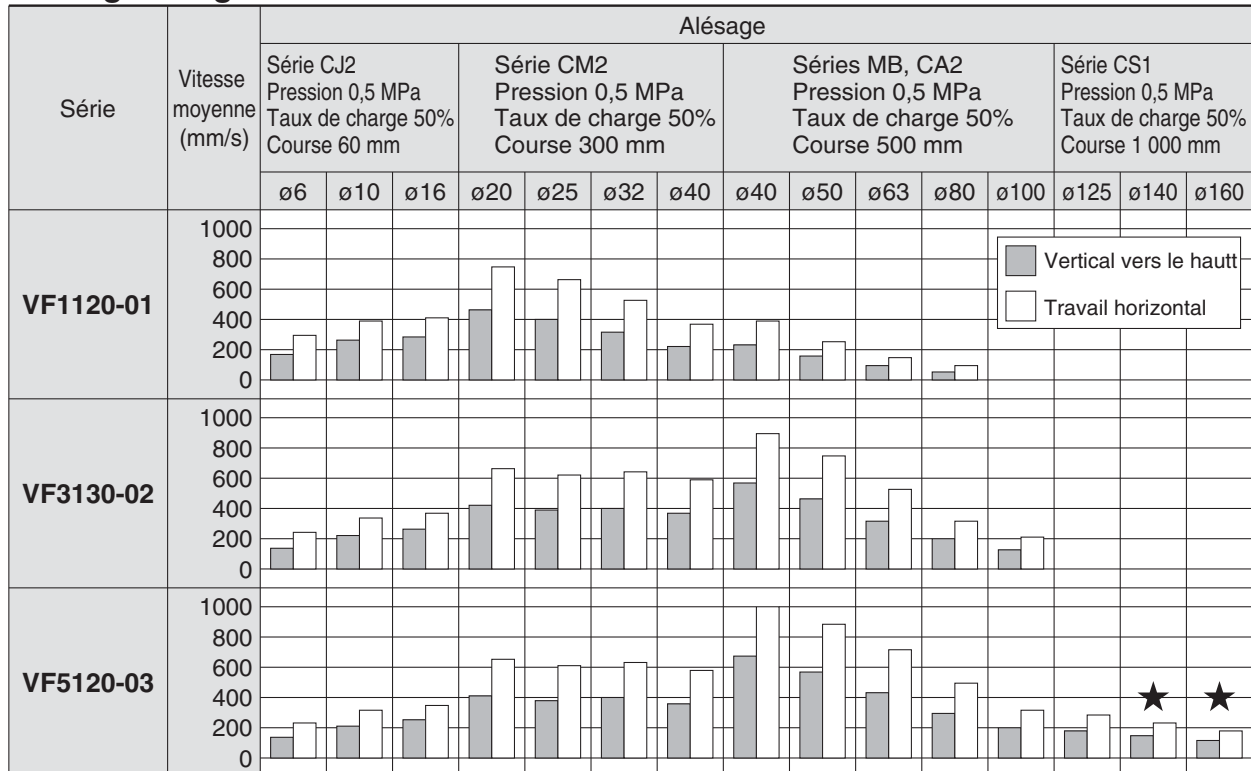 Alésage
Série
Vitesse
moyenne
(mm/s)
Série CJ2
Pression 0,5 MPa
Taux de charge 50%
Course 60 mm
Série CM2
Pression 0,5 MPa
Taux de charge 50%
Course 300 mm
Séries MB, CA2
Pression 0,5 MPa
Taux de charge 50%
Course 500 mm
Série CS1
Pression 0,5 MPa
Taux de charge 50%
Course 1 000 mm
ø6 ø10 ø16 ø20 ø25 ø32 ø40 ø40 ø50 ø63 ø80 ø100 ø125 ø140 ø160
VF1120-01
1000
800
600
400
200
0
Vertical vers le hautt
Travail horizontal
VF3130-02
1000
800
600
400
200
0
VF5120-03
1000
800
600
400
200
0